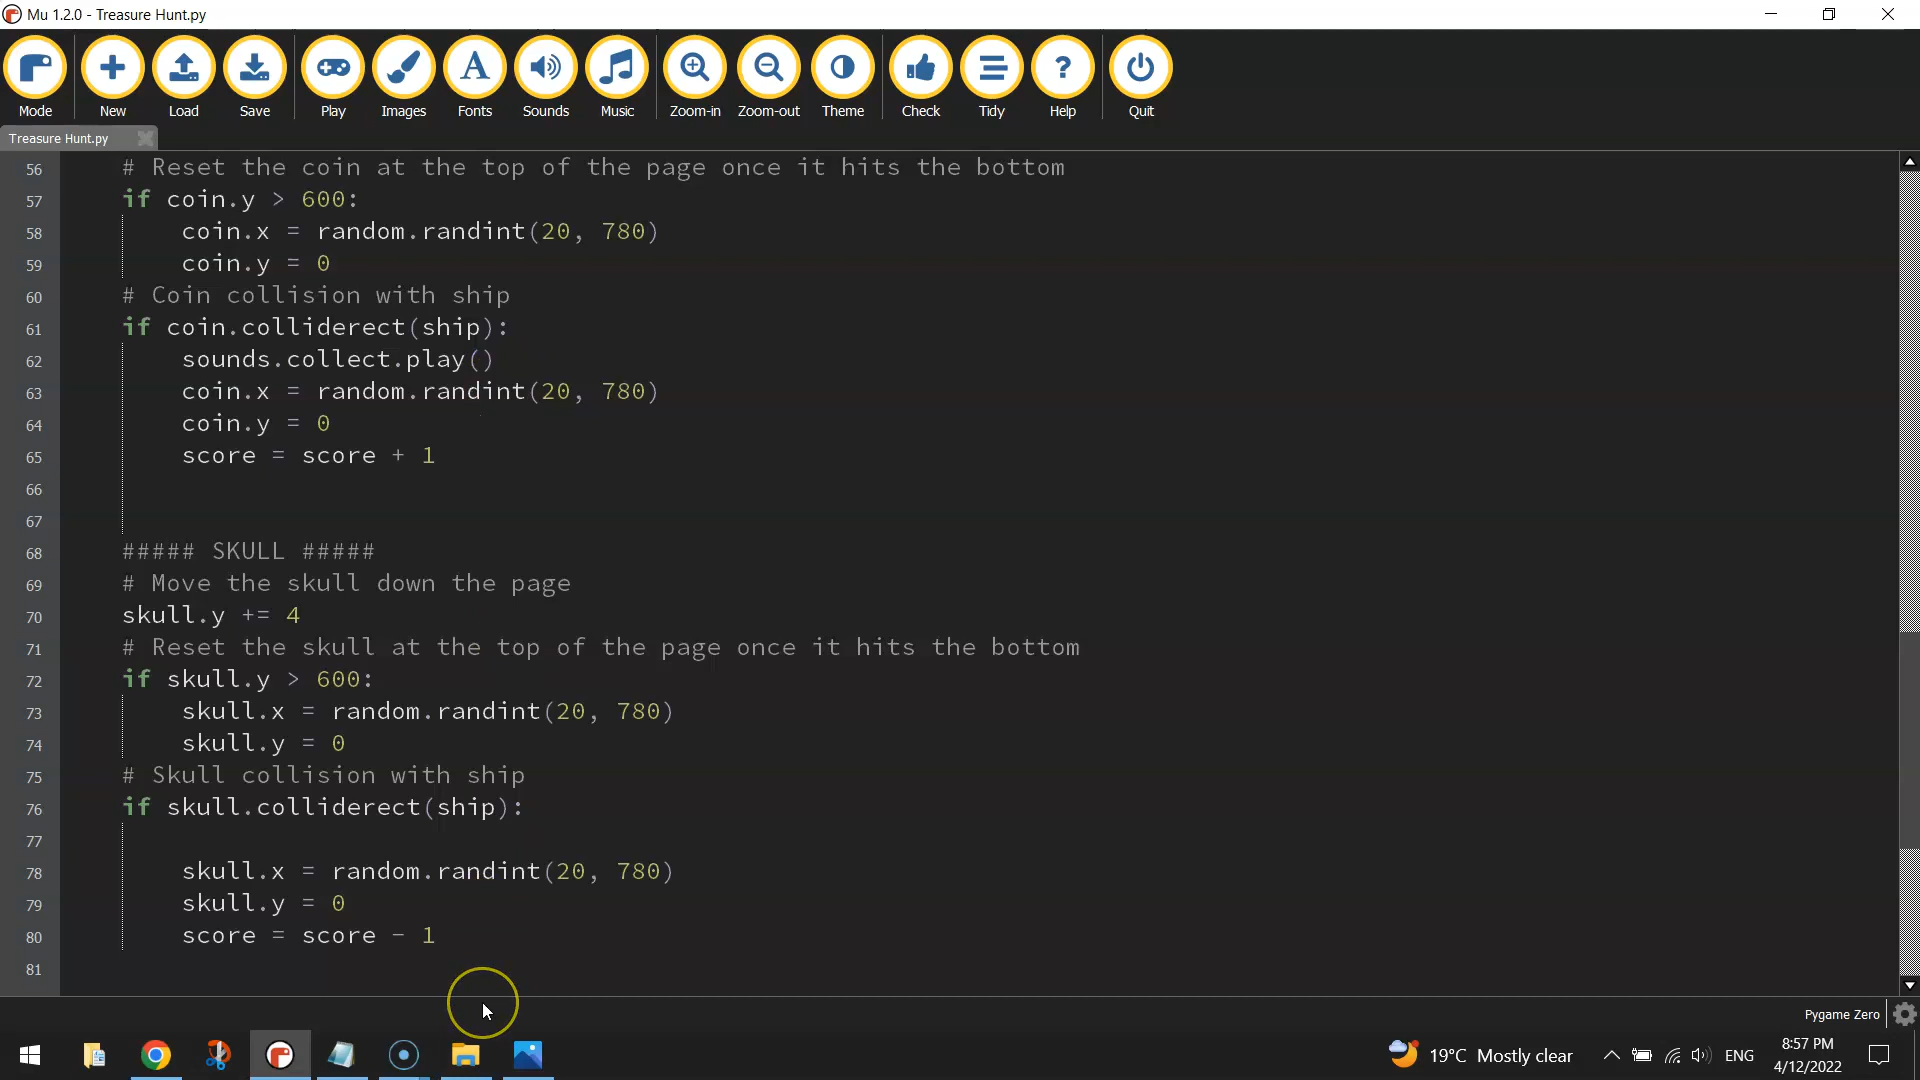 Mu 1.2.0 - Treasure Hunt.py
Mode New Load Save Play Images Fonts Sounds Music Zoom-in Zoom-out Theme Check Tidy Help Quit
Treasure Hunt.py
56 # Reset the coin at the top of the page once it hits the bottom
57 if coin.y > 600:
58 coin.x = random.randint(20, 780)
59 coin.y = 0
60 # Coin collision with ship
61 if coin.colliderect(ship):
62 sounds.collect.play()
63 coin.x = random.randint(20, 780)
64 coin.y = 0
65 score = score + 1
66
67
68 ##### SKULL #####
69 # Move the skull down the page
70 skull.y += 4
71 # Reset the skull at the top of the page once it hits the bottom
72 if skull.y > 600:
73 skull.x = random.randint(20, 780)
74 skull.y = 0
75 # Skull collision with ship
76 if skull.colliderect(ship):
77
78 skull.x = random.randint(20, 780)
79 skull.y = 0
80 score = score - 1
81
Pygame Zero
19°C Mostly clear ENG 8:57 PM
4/12/2022